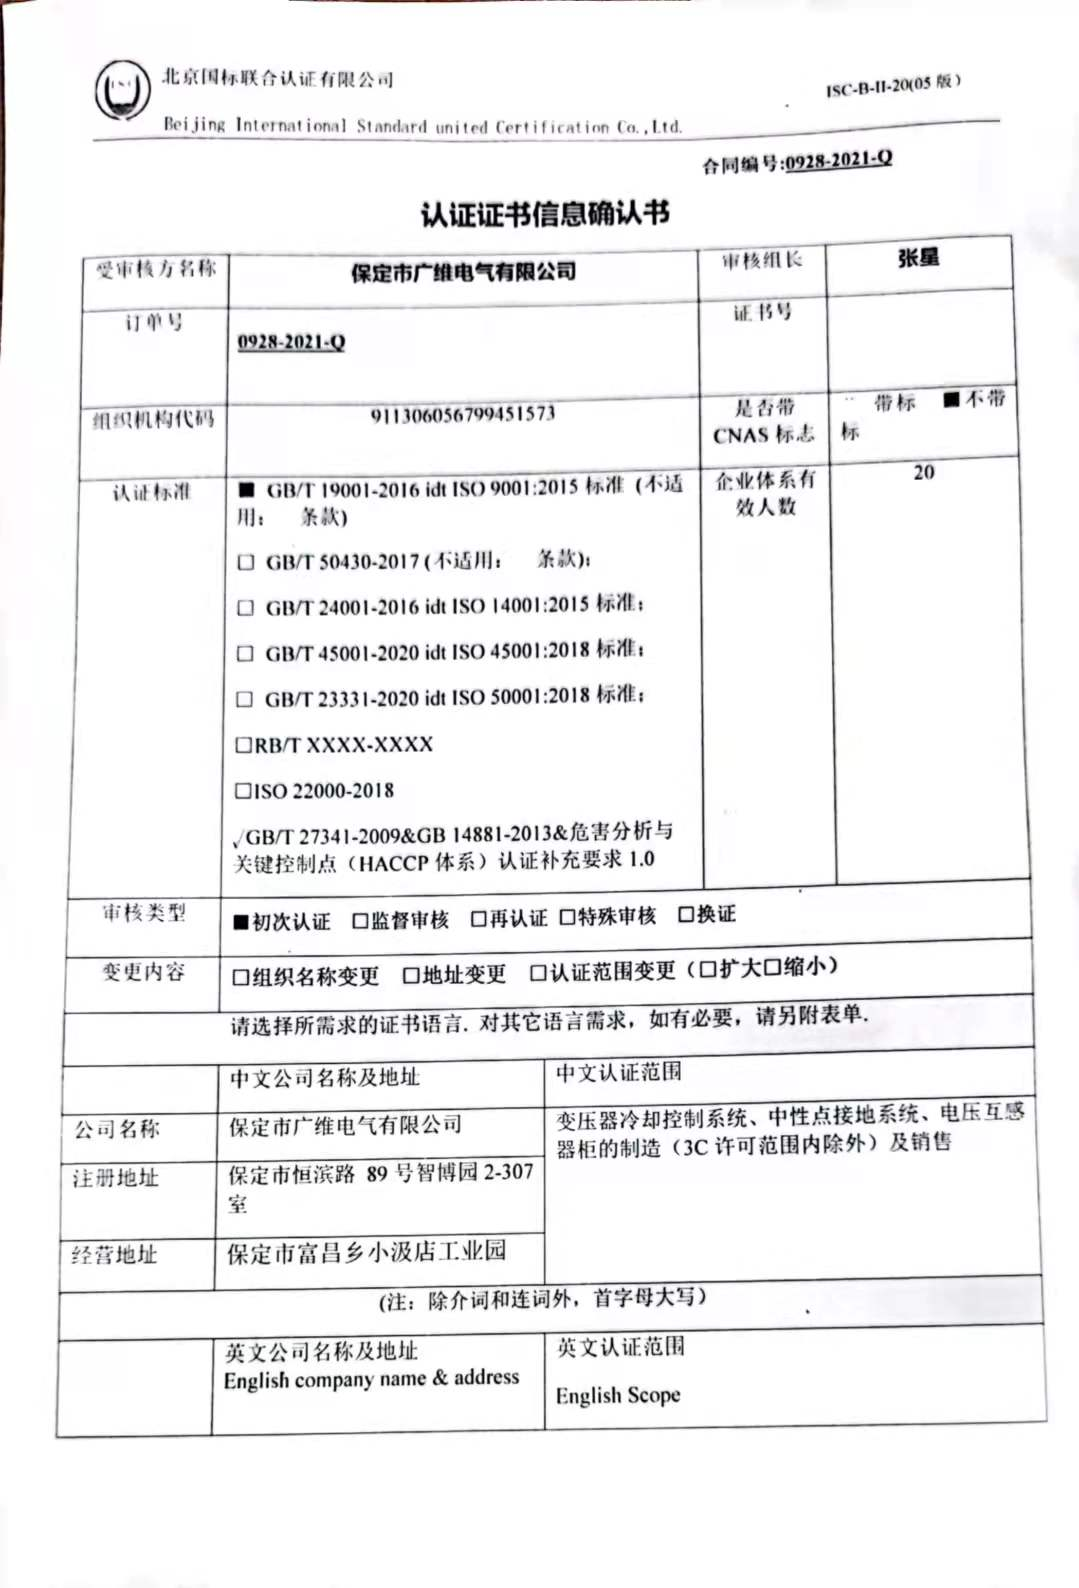 北京国标联合认证有限公司
ISC-B-II-20(05 版)
Beijing International Standard united Certification Co.,Ltd.
合同编号:0928-2021-Q
认证证书信息确认书
受审核方名称
保定市广维电气有限公司
审核组长
张星
订单号
0928-2021-Q
证书号
组织机构代码
911306056799451573
是否带
CNAS 标志
带标 ■不带
标
认证标准
■ GB/T 19001-2016 idt ISO 9001:2015 标准 (不适
用: 条款)
□ GB/T 50430-2017 (不适用: 条款);
□ GB/T 24001-2016 idt ISO 14001:2015 标准;
□ GB/T 45001-2020 idt ISO 45001:2018 标准;
□ GB/T 23331-2020 idt ISO 50001:2018 标准;
□RB/T XXXX-XXXX
□ISO 22000-2018
√GB/T 27341-2009&GB 14881-2013&危害分析与
关键控制点（HACCP 体系）认证补充要求 1.0
企业体系有
效人数
20
审核类型
■初次认证 □监督审核 □再认证 □特殊审核 □换证
变更内容
□组织名称变更 □地址变更 □认证范围变更（□扩大□缩小）
请选择所需求的证书语言. 对其它语言需求，如有必要，请另附表单.
中文公司名称及地址
中文认证范围
公司名称
保定市广维电气有限公司
变压器冷却控制系统、中性点接地系统、电压互感
器柜的制造（3C 许可范围内除外）及销售
注册地址
保定市恒滨路 89 号智博园 2-307
室
经营地址
保定市富昌乡小汲店工业园
(注：除介词和连词外，首字母大写)
英文公司名称及地址
English company name & address
英文认证范围
English Scope